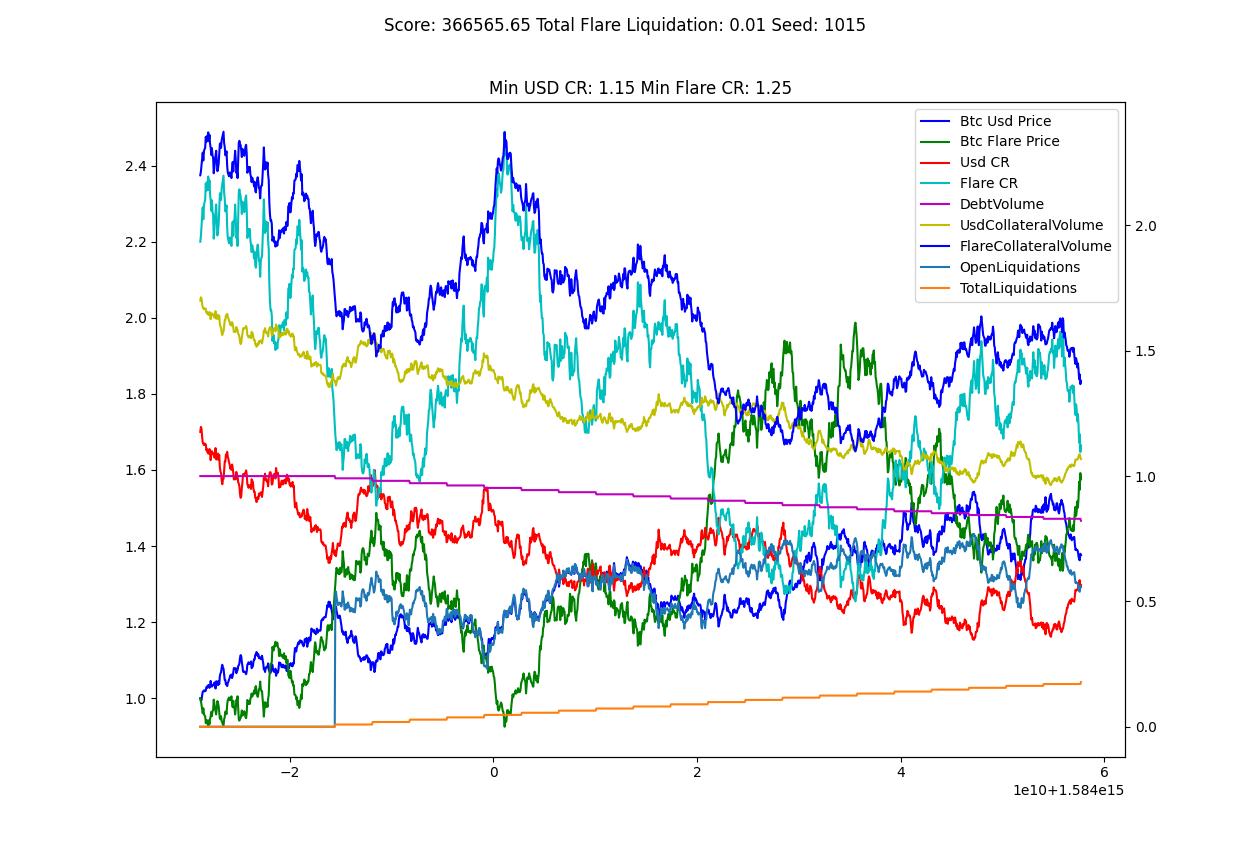 Score: 366565.65 Total Flare Liquidation: 0.01 Seed: 1015
Min USD CR: 1.15 Min Flare CR: 1.25
Btc Usd Price
Btc Flare Price
Usd CR
Flare CR
DebtVolume
UsdCollateralVolume
FlareCollateralVolume
OpenLiquidations
TotalLiquidations
2.4
2.2
2.0
1.8
1.6
1.4
1.2
1.0
2.0
1.5
1.0
0.5
0.0
−2
0
2
4
6
1e10+1.584e15